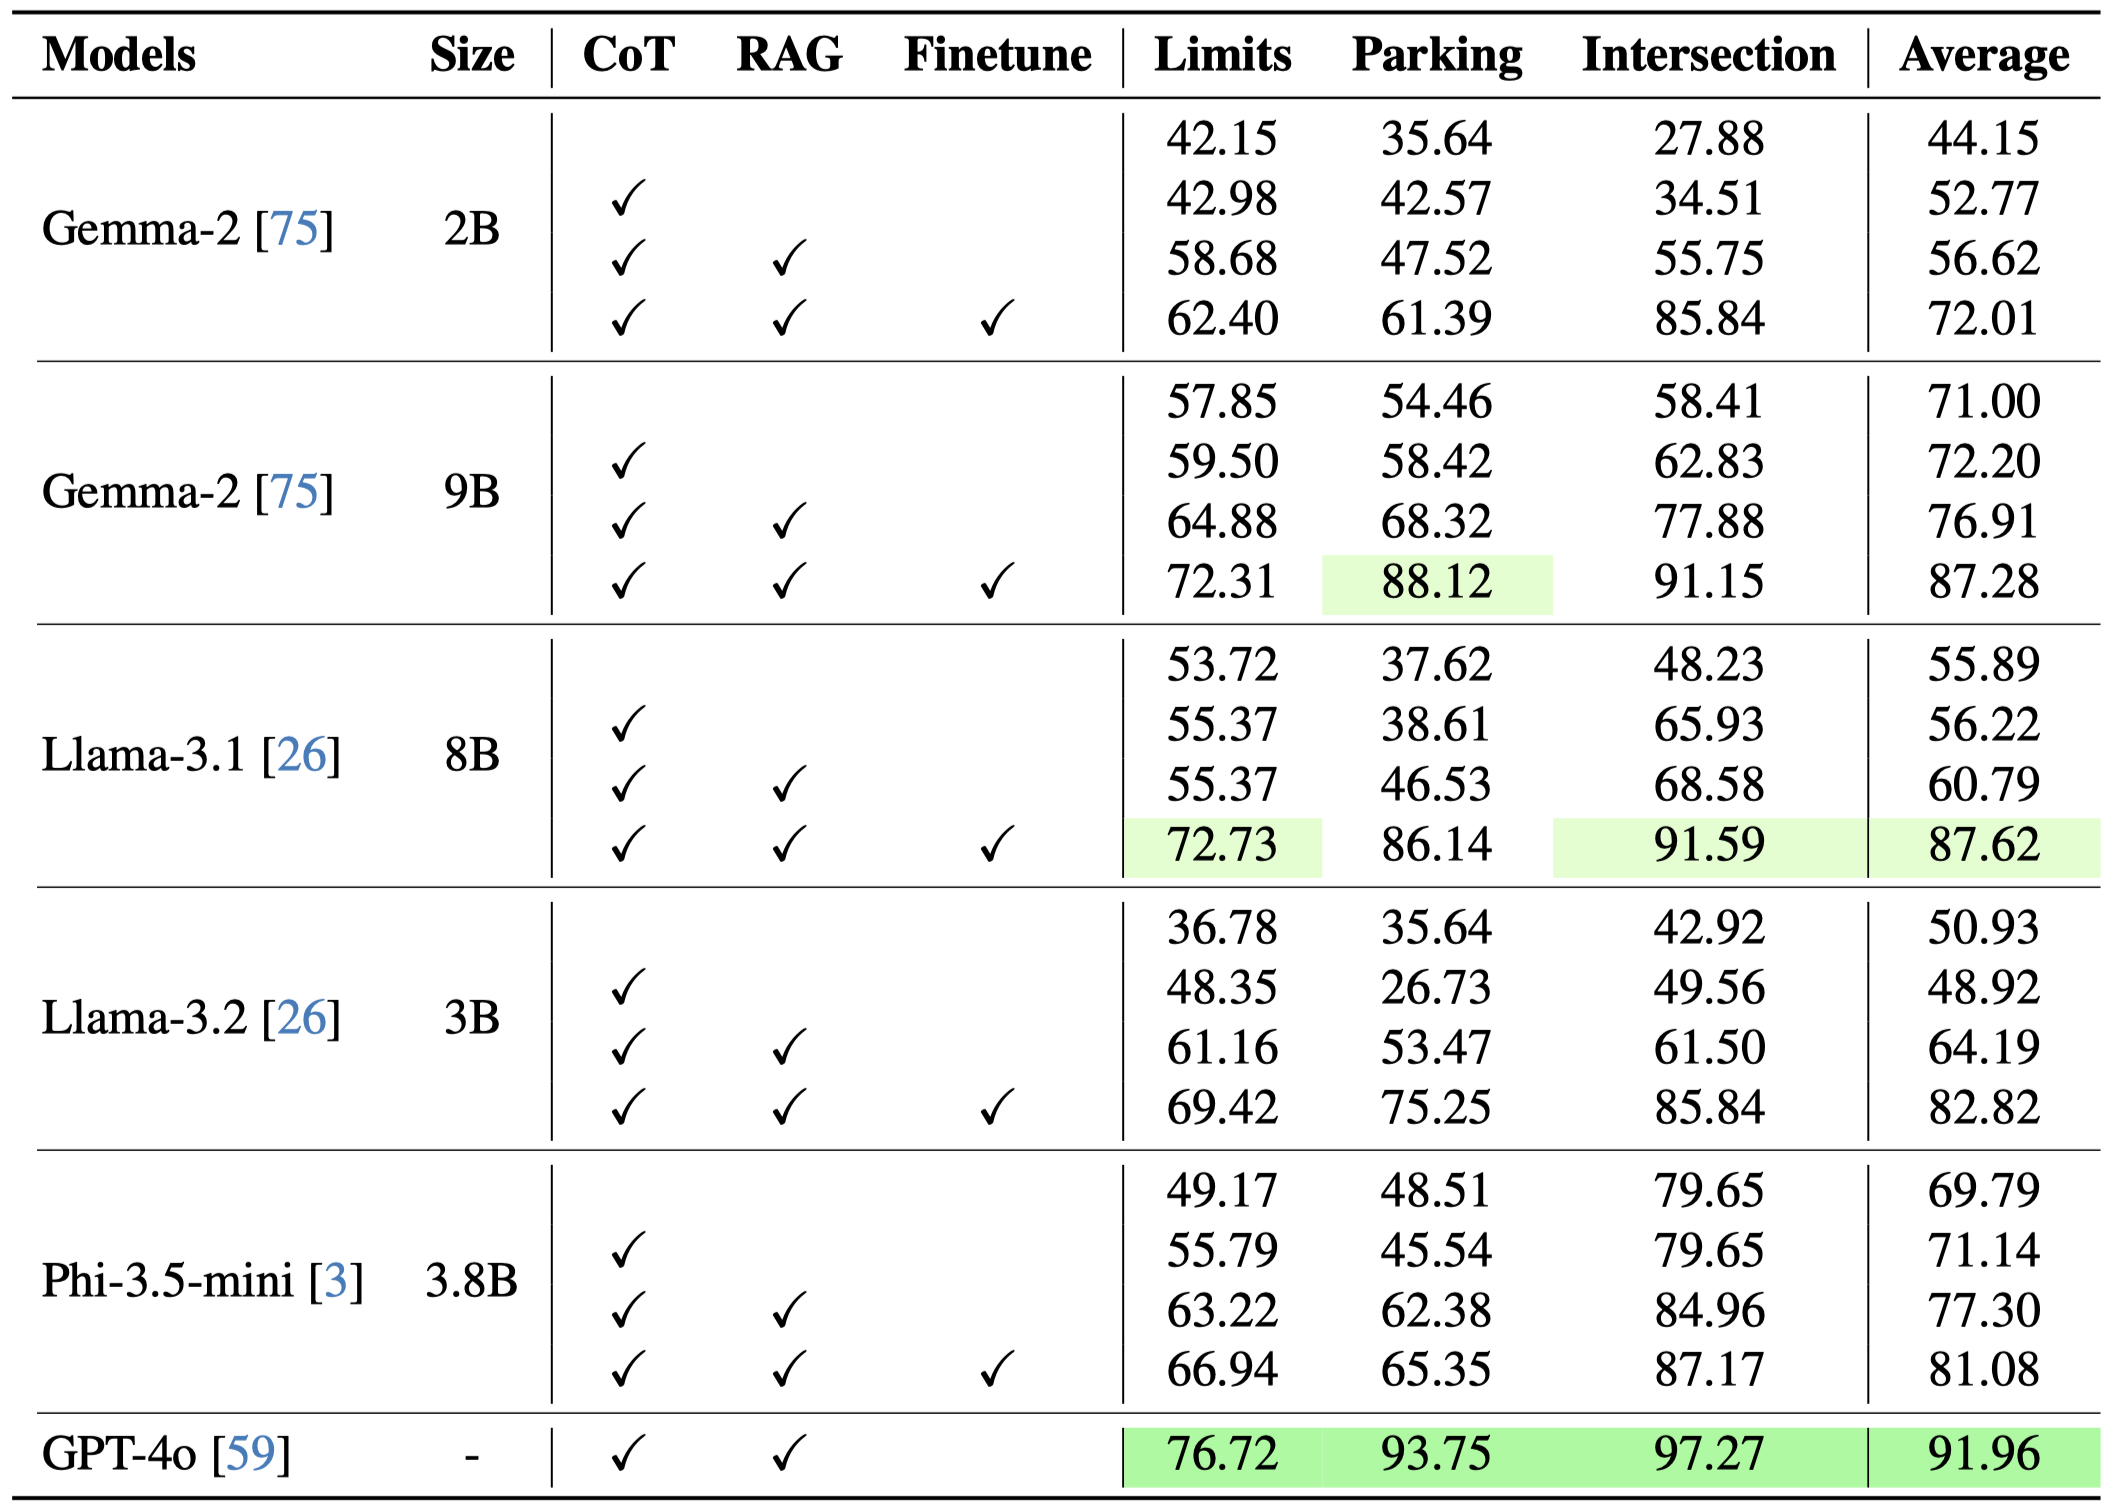 Models Size CoT RAG Finetune Limits Parking Intersection Average
42.15 35.64 27.88 44.15
✓ 42.98 42.57 34.51 52.77
Gemma-2 [75] 2B
✓ ✓ 58.68 47.52 55.75 56.62
✓ ✓ ✓ 62.40 61.39 85.84 72.01
57.85 54.46 58.41 71.00
✓ 59.50 58.42 62.83 72.20
Gemma-2 [75] 9B
✓ ✓ 64.88 68.32 77.88 76.91
✓ ✓ ✓ 72.31 88.12 91.15 87.28
53.72 37.62 48.23 55.89
✓ 55.37 38.61 65.93 56.22
Llama-3.1 [26] 8B
✓ ✓ 55.37 46.53 68.58 60.79
✓ ✓ ✓ 72.73 86.14 91.59 87.62
36.78 35.64 42.92 50.93
✓ 48.35 26.73 49.56 48.92
Llama-3.2 [26] 3B
✓ ✓ 61.16 53.47 61.50 64.19
✓ ✓ ✓ 69.42 75.25 85.84 82.82
49.17 48.51 79.65 69.79
✓ 55.79 45.54 79.65 71.14
Phi-3.5-mini [3] 3.8B
✓ ✓ 63.22 62.38 84.96 77.30
✓ ✓ ✓ 66.94 65.35 87.17 81.08
GPT-4o [59] - ✓ ✓ 76.72 93.75 97.27 91.96